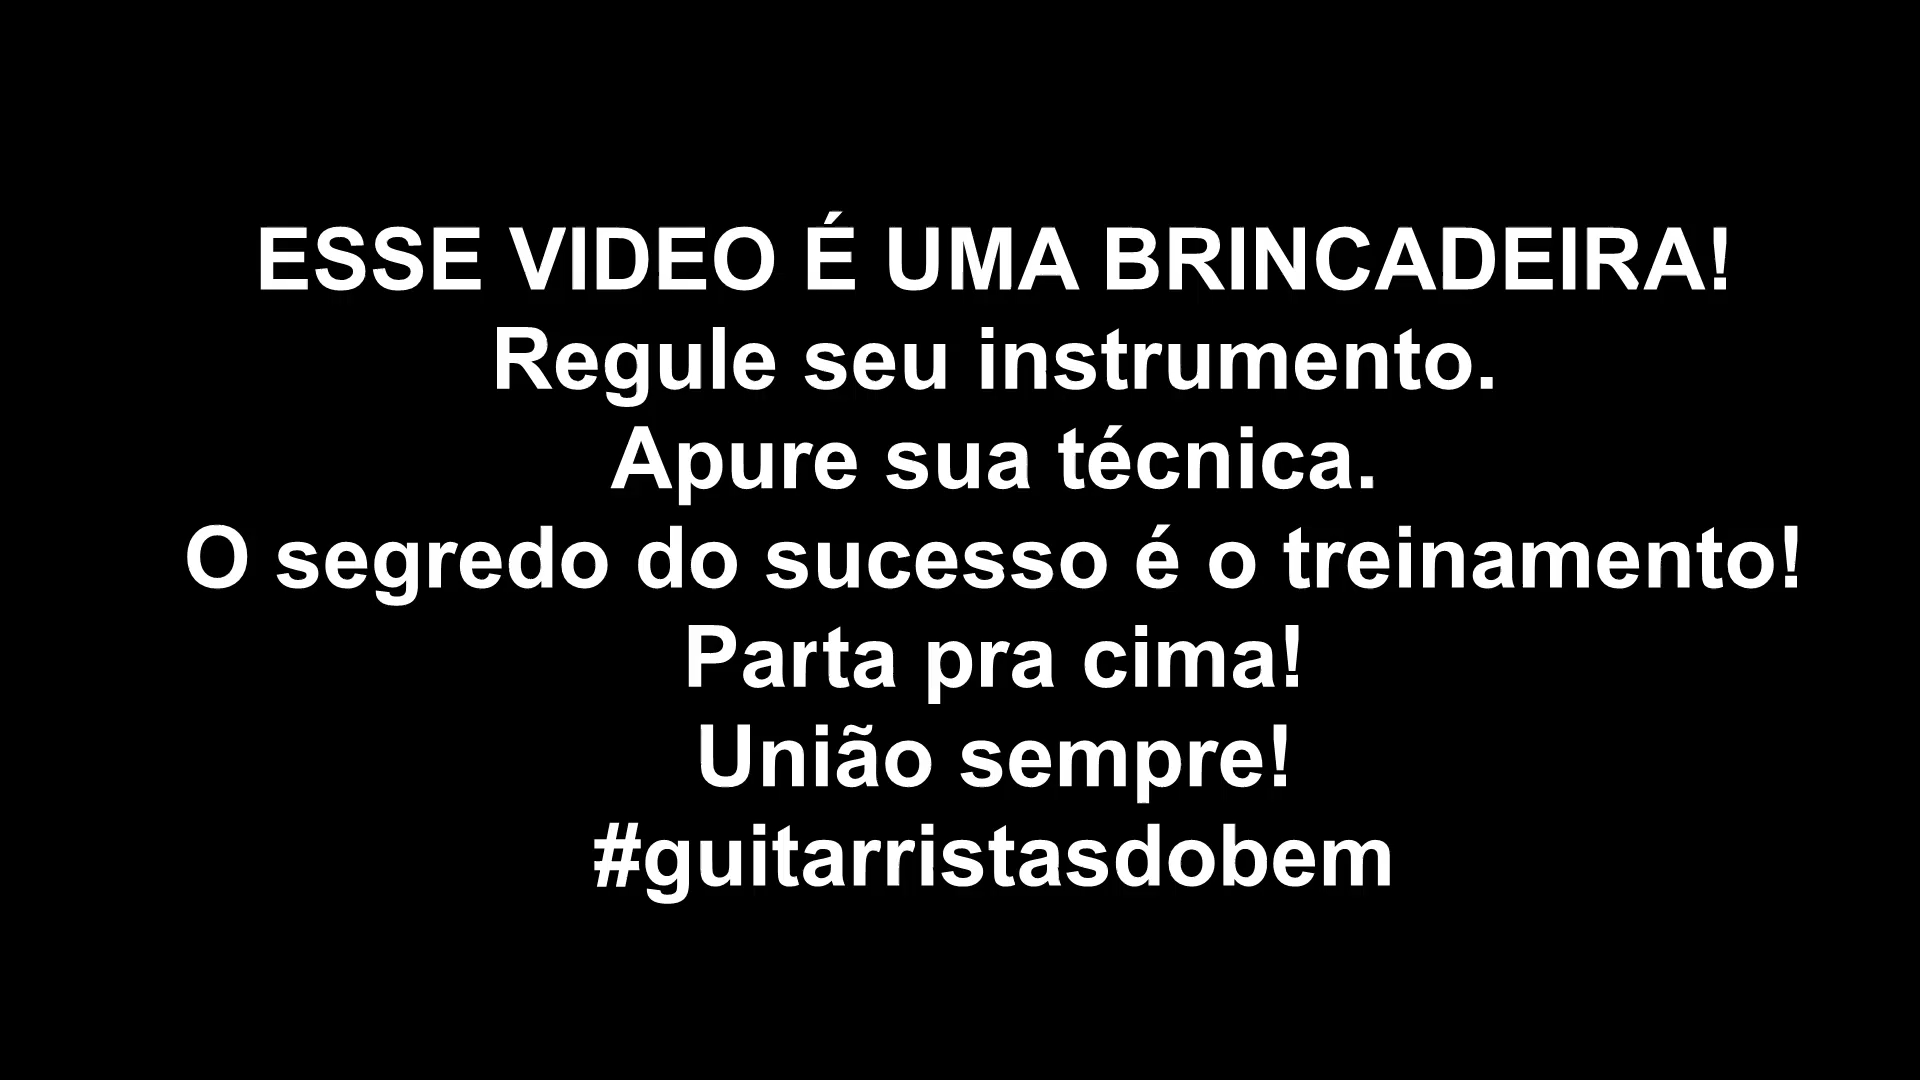 ESSE VIDEO É UMA BRINCADEIRA!
Regule seu instrumento.
Apure sua técnica.
O segredo do sucesso é o treinamento!
Parta pra cima!
União sempre!
#guitarristasdobem